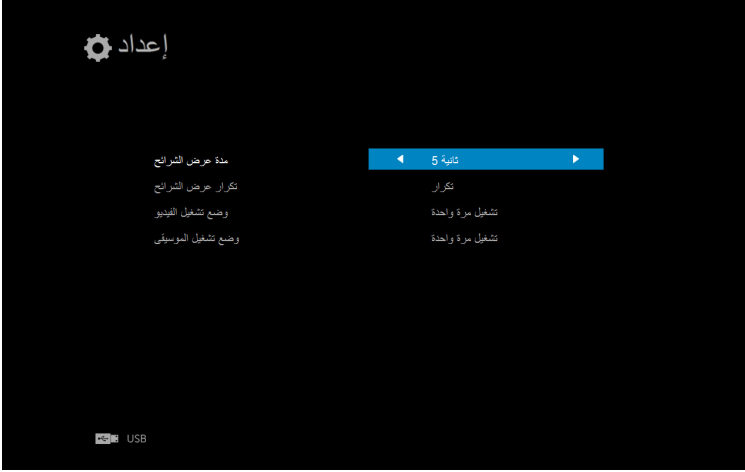 إعداد
مدة عرض الشرائح
ثانية 5
تكرار عرض الشرائح
تكرار
وضع تشغيل الفيديو
تشغيل مرة واحدة
وضع تشغيل الموسيقى
تشغيل مرة واحدة
USB